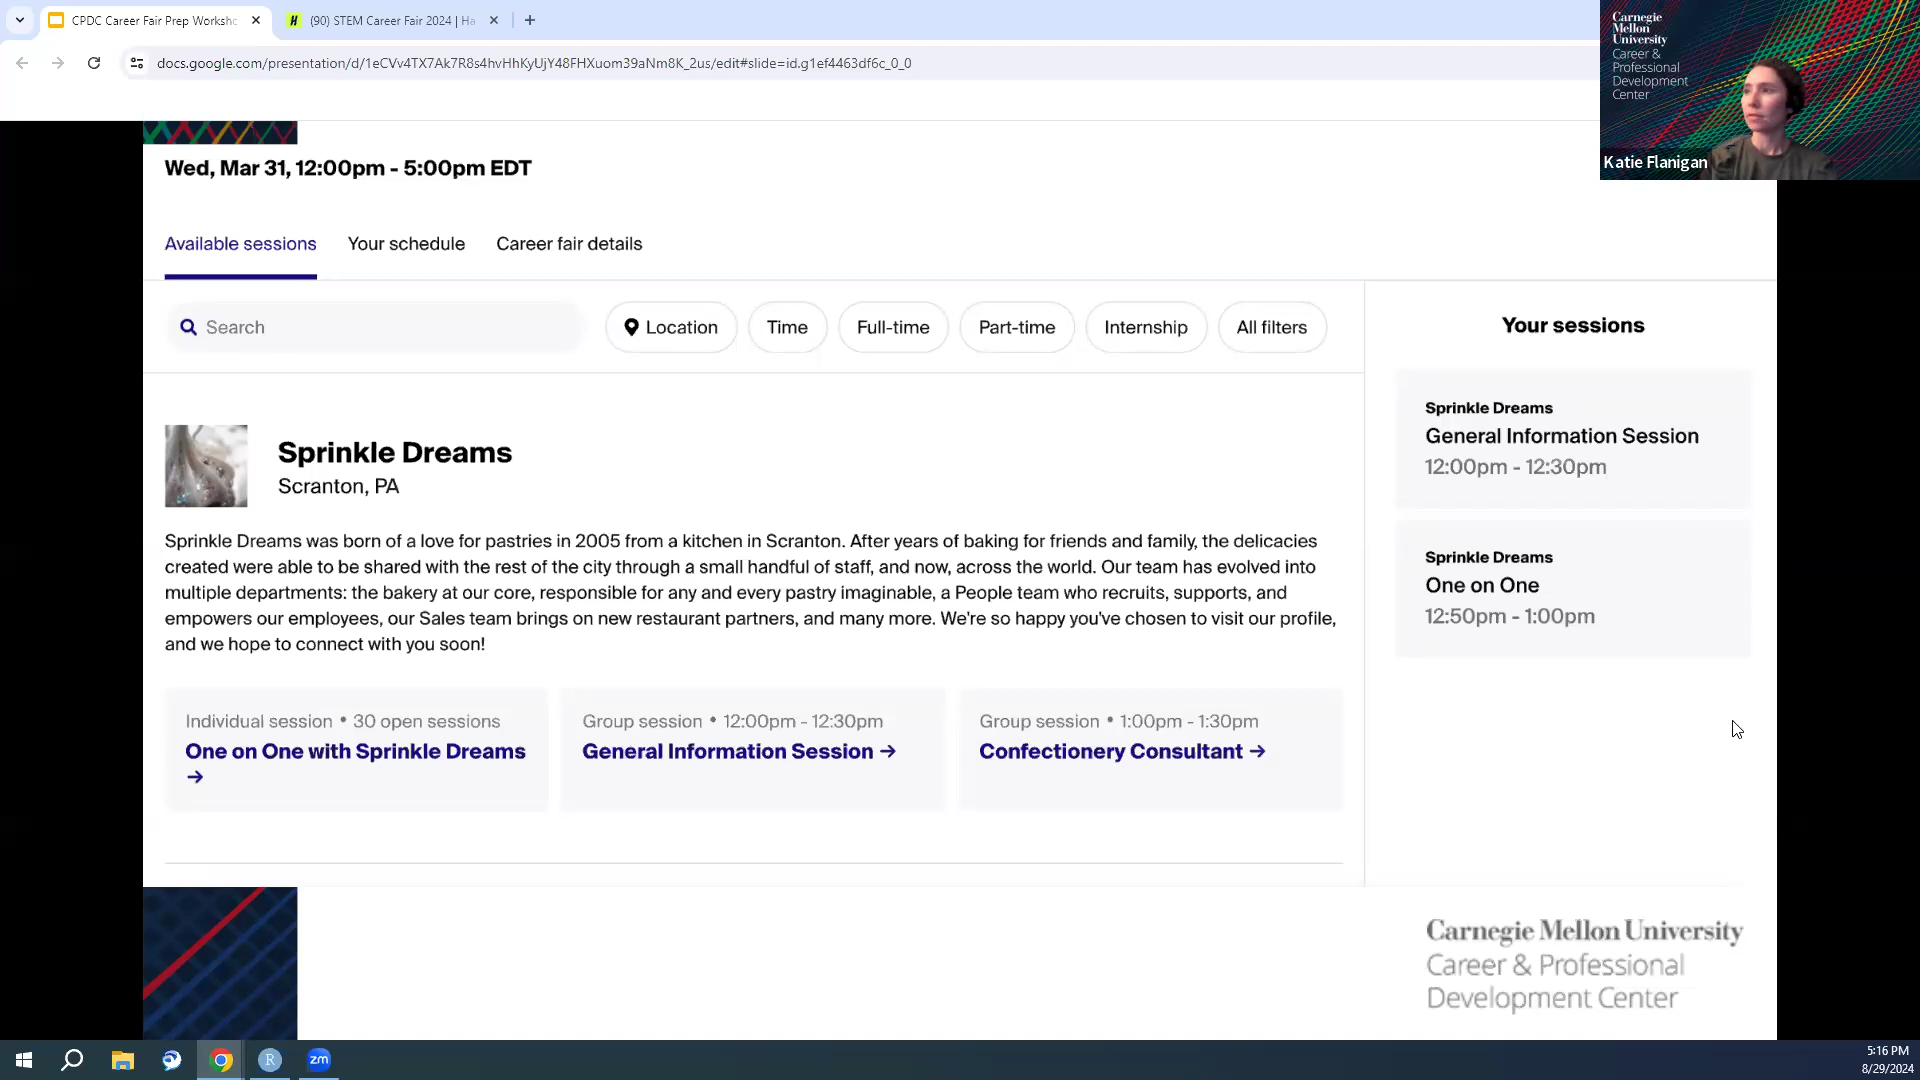 CPDC Career Fair Prep Worksho
(90) STEM Career Fair 2024 | Ha
docs.google.com/presentation/d/1eCVv4TX7Ak7R8s4hvHhKyUjY48FHXuom39aNm8K_2us/edit#slide=id.g1ef4463df6c_0_0
Carnegie
Mellon
University
Career &
Professional
Development
Center
Katie Flanigan
Wed, Mar 31, 12:00pm - 5:00pm EDT
Available sessions
Your schedule
Career fair details
Search
Location
Time
Full-time
Part-time
Internship
All filters
Sprinkle Dreams
Scranton, PA
Sprinkle Dreams was born of a love for pastries in 2005 from a kitchen in Scranton. After years of baking for friends and family, the delicacies
created were able to be shared with the rest of the city through a small handful of staff, and now, across the world. Our team has evolved into
multiple departments: the bakery at our core, responsible for any and every pastry imaginable, a People team who recruits, supports, and
empowers our employees, our Sales team brings on new restaurant partners, and many more. We're so happy you've chosen to visit our profile,
and we hope to connect with you soon!
Individual session • 30 open sessions
One on One with Sprinkle Dreams
→
Group session • 12:00pm - 12:30pm
General Information Session →
Group session • 1:00pm - 1:30pm
Confectionery Consultant →
Your sessions
Sprinkle Dreams
General Information Session
12:00pm - 12:30pm
Sprinkle Dreams
One on One
12:50pm - 1:00pm
Carnegie Mellon University
Career & Professional
Development Center
R
zm
5:16 PM
8/29/2024